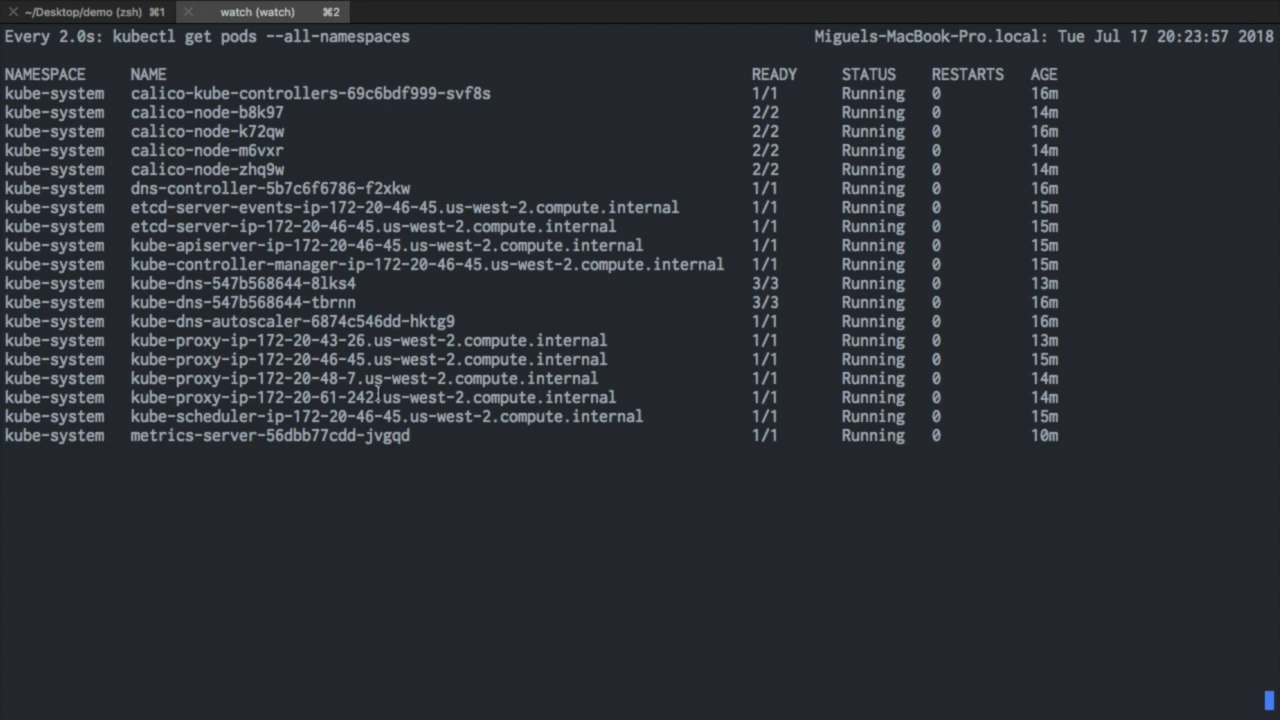 ~/Desktop/demo (zsh) ⌘1 watch (watch) ⌘2
Every 2.0s: kubectl get pods --all-namespaces Miguels-MacBook-Pro.local: Tue Jul 17 20:23:57 2018
NAMESPACE NAME READY STATUS RESTARTS AGE
kube-system calico-kube-controllers-69c6bdf999-svf8s 1/1 Running 0 16m
kube-system calico-node-b8k97 2/2 Running 0 14m
kube-system calico-node-k72qw 2/2 Running 0 16m
kube-system calico-node-m6vxr 2/2 Running 0 14m
kube-system calico-node-zhq9w 2/2 Running 0 14m
kube-system dns-controller-5b7c6f6786-f2xkw 1/1 Running 0 16m
kube-system etcd-server-events-ip-172-20-46-45.us-west-2.compute.internal 1/1 Running 0 15m
kube-system etcd-server-ip-172-20-46-45.us-west-2.compute.internal 1/1 Running 0 15m
kube-system kube-apiserver-ip-172-20-46-45.us-west-2.compute.internal 1/1 Running 0 15m
kube-system kube-controller-manager-ip-172-20-46-45.us-west-2.compute.internal 1/1 Running 0 15m
kube-system kube-dns-547b568644-8lks4 3/3 Running 0 13m
kube-system kube-dns-547b568644-tbrnn 3/3 Running 0 16m
kube-system kube-dns-autoscaler-6874c546dd-hktg9 1/1 Running 0 16m
kube-system kube-proxy-ip-172-20-43-26.us-west-2.compute.internal 1/1 Running 0 13m
kube-system kube-proxy-ip-172-20-46-45.us-west-2.compute.internal 1/1 Running 0 15m
kube-system kube-proxy-ip-172-20-48-7.us-west-2.compute.internal 1/1 Running 0 14m
kube-system kube-proxy-ip-172-20-61-242.us-west-2.compute.internal 1/1 Running 0 14m
kube-system kube-scheduler-ip-172-20-46-45.us-west-2.compute.internal 1/1 Running 0 15m
kube-system metrics-server-56dbb77cdd-jvgqd 1/1 Running 0 10m